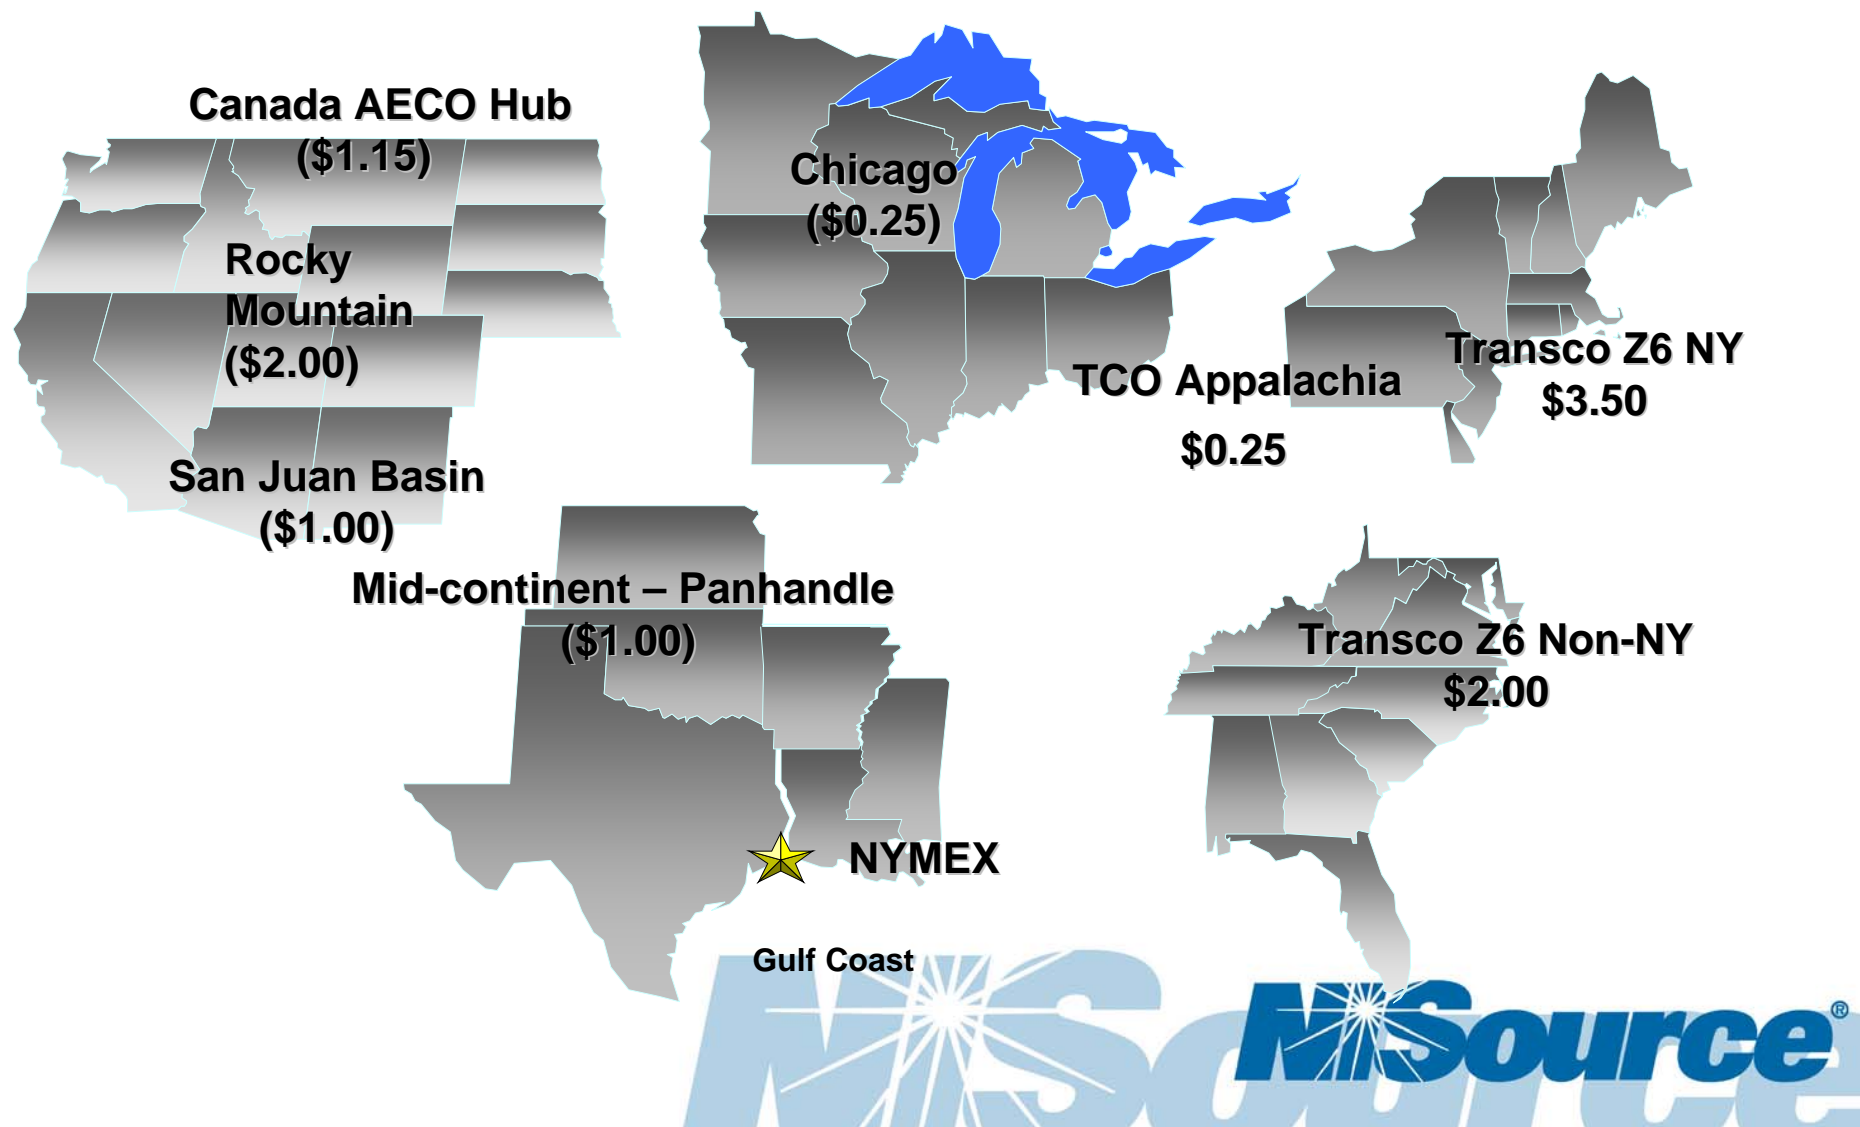 Canada AECO Hub
($1.15)
Chicago
($0.25)
Rocky
Mountain
($2.00)
Transco Z6 NY
$3.50
TCO Appalachia
$0.25
San Juan Basin
($1.00)
Mid-continent – Panhandle
($1.00)
Transco Z6 Non-NY
$2.00
NYMEX
Gulf Coast
NiSource
NiSource®